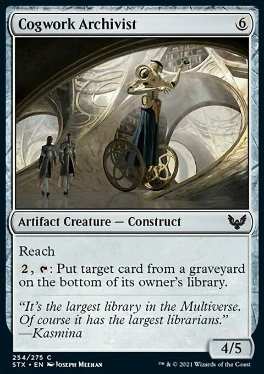 Cogwork Archivist 6
Artifact Creature — Construct
Reach
2, T: Put target card from a graveyard
on the bottom of its owner's library.
"It's the largest library in the Multiverse.
Of course it has the largest librarians."
—Kasmina
4/5
254/275 C
STX • EN Joseph Meehan ™ & © 2021 Wizards of the Coast